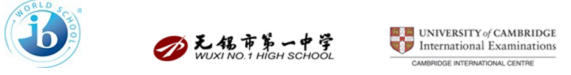 WORLD SCHOOL
ib
无锡市第一中学
WUXI NO.1 HIGH SCHOOL
UNIVERSITY of CAMBRIDGE
International Examinations
CAMBRIDGE INTERNATIONAL CENTRE